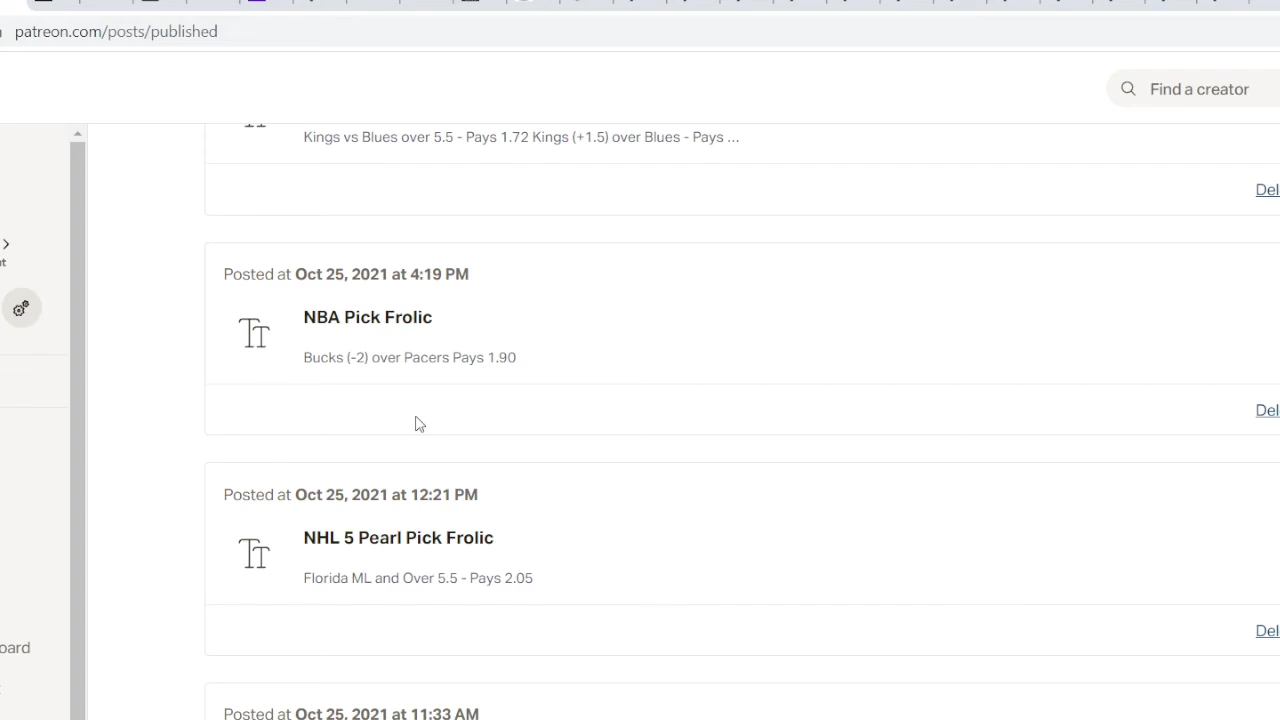 patreon.com/posts/published
Find a creator
Kings vs Blues over 5.5 - Pays 1.72 Kings (+1.5) over Blues - Pays ...
Del
Posted at Oct 25, 2021 at 4:19 PM
NBA Pick Frolic
TT
Bucks (-2) over Pacers Pays 1.90
Del
Posted at Oct 25, 2021 at 12:21 PM
NHL 5 Pearl Pick Frolic
TT
Florida ML and Over 5.5 - Pays 2.05
Del
oard
Posted at Oct 25, 2021 at 11:33 AM